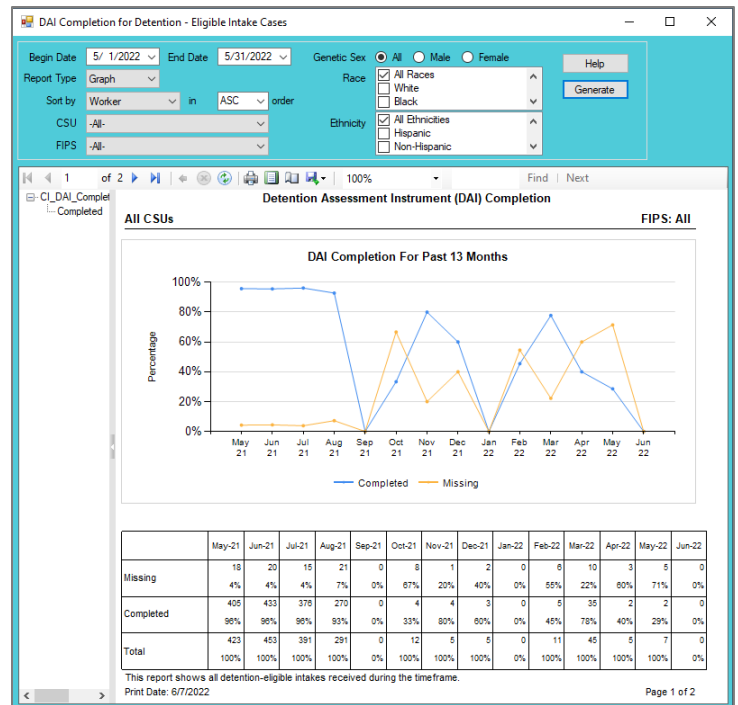 DAI Completion for Detention - Eligible Intake Cases
Begin Date 5/ 1/2022 End Date 5/31/2022 Genetic Sex All Male Female Help
Report Type Graph Race All Races
White
Black
Generate
Sort by Worker in ASC order
CSU -All- Ethnicity All Ethnicities
Hispanic
Non-Hispanic
FIPS -All-
1 of 2 100% Find | Next
CI_DAI_Complet
Completed
Detention Assessment Instrument (DAI) Completion
All CSUs FIPS: All
DAI Completion For Past 13 Months
Percentage
100%
80%
60%
40%
20%
0%
May Jun Jul Aug Sep Oct Nov Dec Jan Feb Mar Apr May Jun
21 21 21 21 21 21 21 21 22 22 22 22 22 22
Completed Missing
May-21 Jun-21 Jul-21 Aug-21 Sep-21 Oct-21 Nov-21 Dec-21 Jan-22 Feb-22 Mar-22 Apr-22 May-22 Jun-22
Missing
18 20 15 21 0 8 1 2 0 6 10 3 5 0
4% 4% 4% 7% 0% 67% 20% 40% 0% 55% 22% 60% 71% 0%
Completed
405 433 376 270 0 4 4 3 0 5 35 2 2 0
96% 96% 96% 93% 0% 33% 80% 60% 0% 45% 78% 40% 29% 0%
Total
423 453 391 291 0 12 5 5 0 11 45 5 7 0
100% 100% 100% 100% 0% 100% 100% 100% 0% 100% 100% 100% 100% 0%
This report shows all detention-eligible intakes received during the timeframe.
Print Date: 6/7/2022 Page 1 of 2